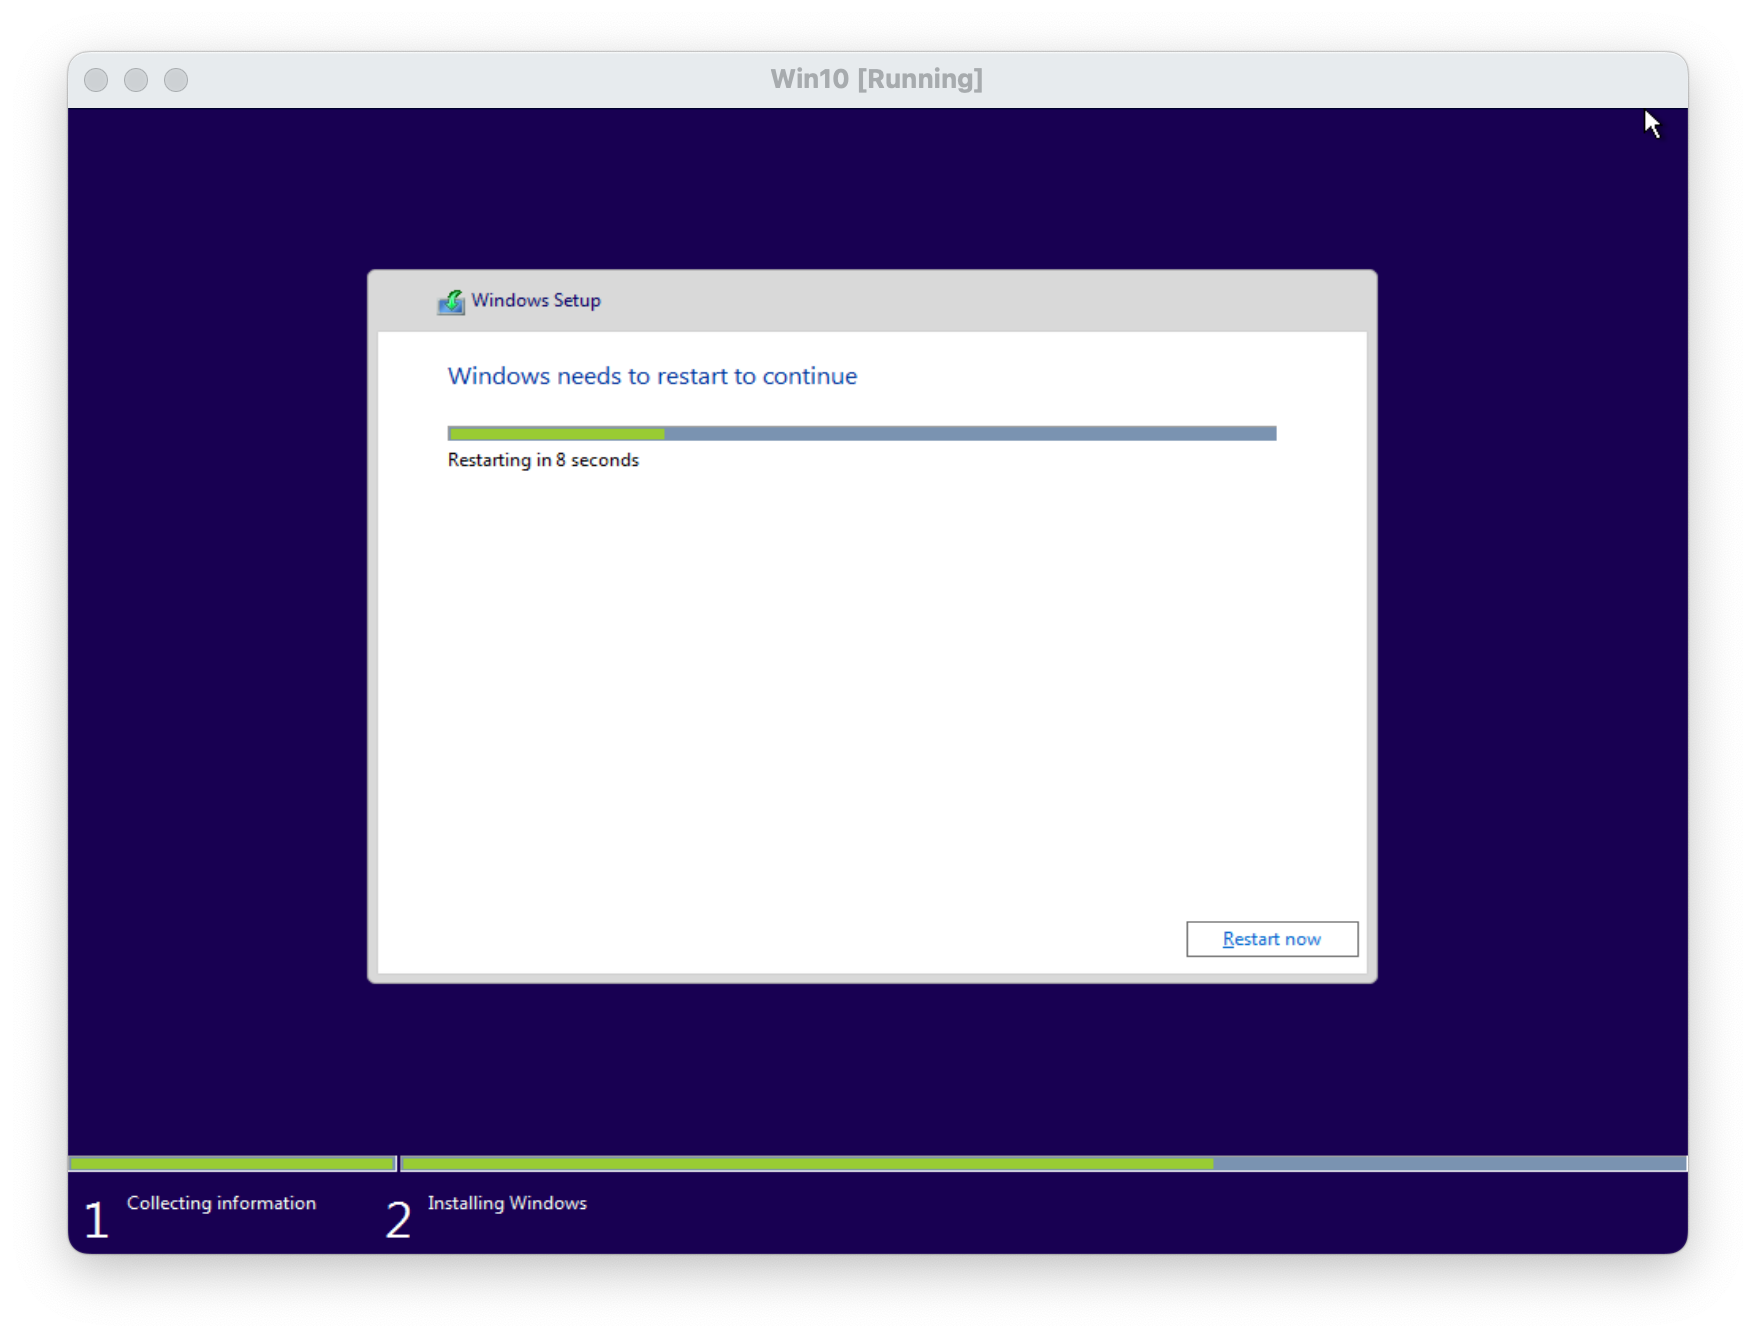 Win10 [Running]
Windows Setup
Windows needs to restart to continue
Restarting in 8 seconds
Restart now
1 Collecting information
2 Installing Windows